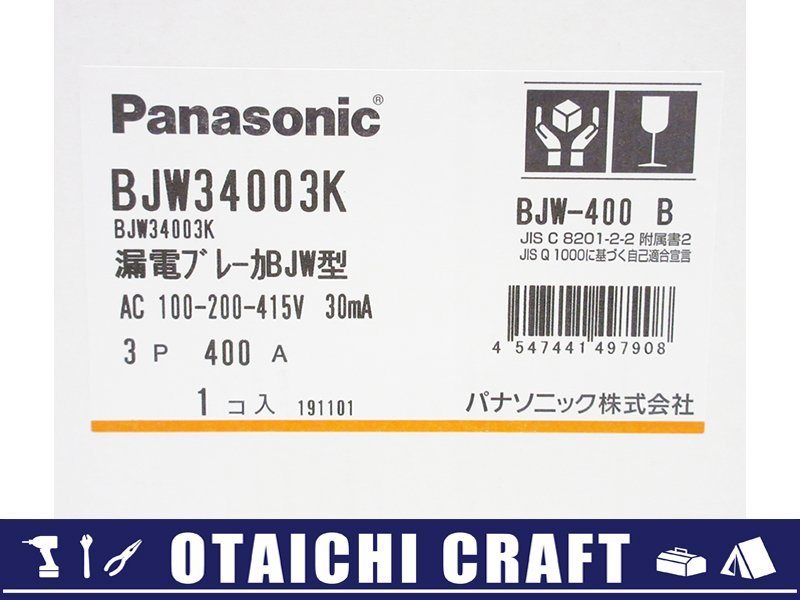 Panasonic®
BJW34003K
BJW34003K
漏電ブレーカBJW型
AC 100-200-415V 30mA
3 P 400 A
1 コ入 191101
BJW-400 B
JIS C 8201-2-2 附属書2
JIS Q 1000に基づく自己適合宣言
4 547441 497908
パナソニック株式会社
OTAICHI CRAFT